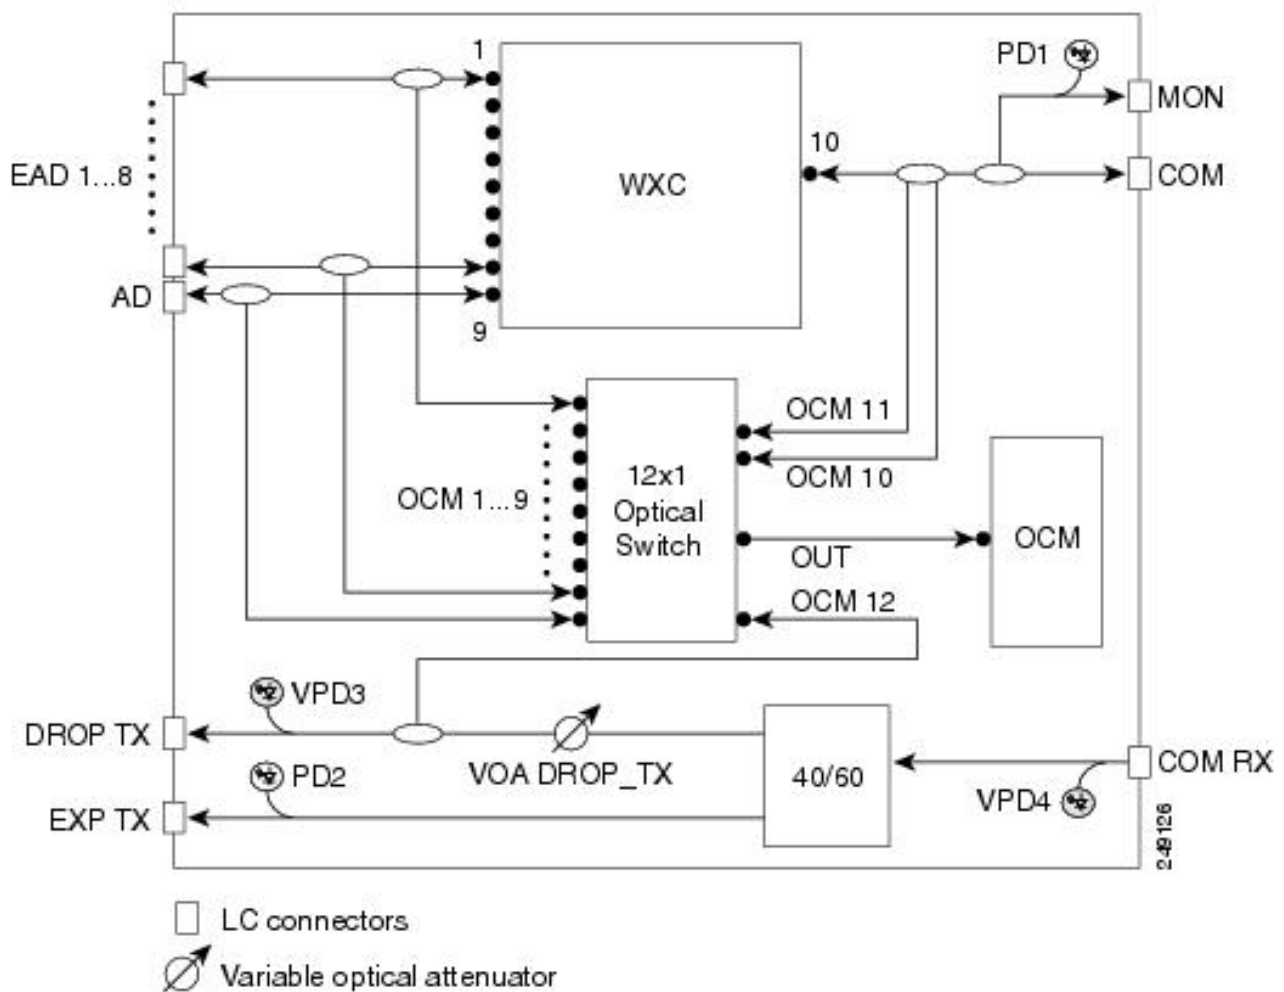 1
PD1
MON
EAD 1...8
WXC
10
COM
AD
9
OCM 11
OCM 10
OCM 1...9
12x1
Optical
Switch
OCM
OUT
OCM 12
VPD3
DROP TX
VOA DROP_TX
40/60
COM RX
PD2
VPD4
EXP TX
249126
LC connectors
Variable optical attenuator